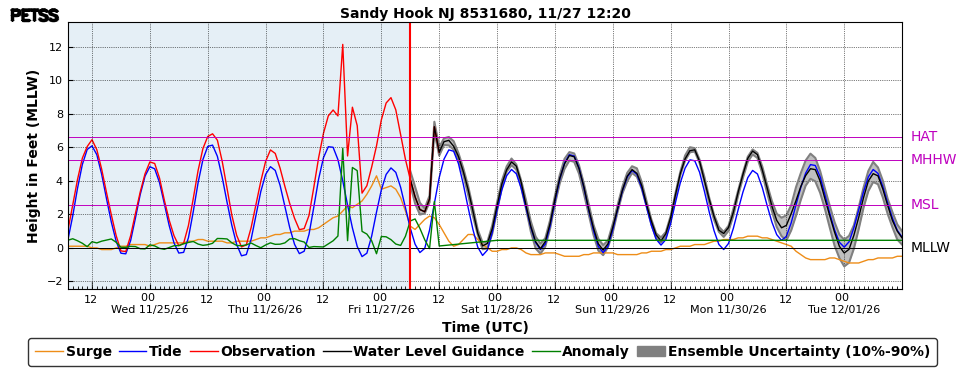 PETSS
Sandy Hook NJ 8531680, 11/27 12:20
Height in Feet (MLLW)
12
10
8
6
4
2
0
−2
HAT
MHHW
MSL
MLLW
12 00 12 00 12 00 12 00 12 00 12 00 12 00
Wed 11/25/26 Thu 11/26/26 Fri 11/27/26 Sat 11/28/26 Sun 11/29/26 Mon 11/30/26 Tue 12/01/26
Time (UTC)
Surge Tide Observation Water Level Guidance Anomaly Ensemble Uncertainty (10%-90%)